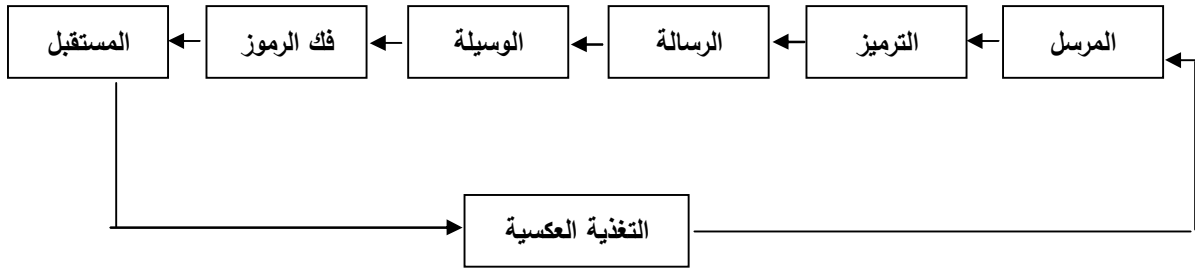 المرسل
الترميز
الرسالة
الوسيلة
فك الرموز
المستقبل
التغذية العكسية